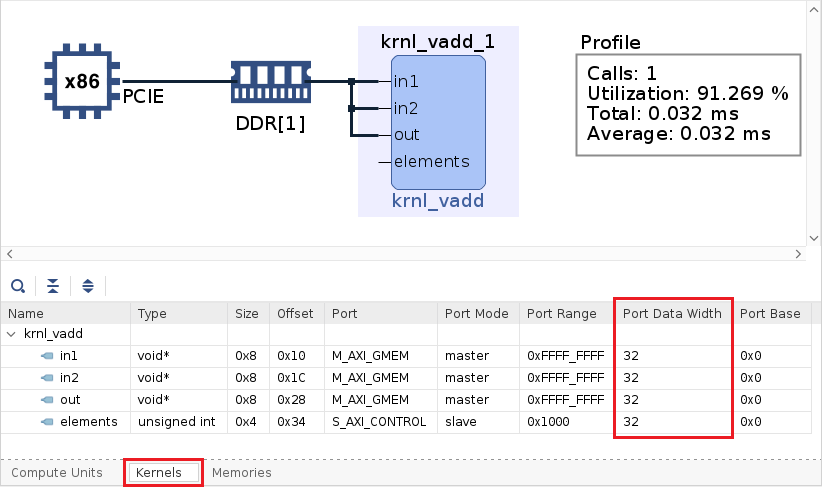 krnl_vadd_1
x86
PCIE
DDR[1]
in1
in2
out
elements
krnl_vadd
Profile
Calls: 1
Utilization: 91.269 %
Total: 0.032 ms
Average: 0.032 ms
Name Type Size Offset Port Port Mode Port Range Port Data Width Port Base
krnl_vadd
in1 void* 0x8 0x10 M_AXI_GMEM master 0xFFFF_FFFF 32 0x0
in2 void* 0x8 0x1C M_AXI_GMEM master 0xFFFF_FFFF 32 0x0
out void* 0x8 0x28 M_AXI_GMEM master 0xFFFF_FFFF 32 0x0
elements unsigned int 0x4 0x34 S_AXI_CONTROL slave 0x1000 32 0x0
Compute Units Kernels Memories